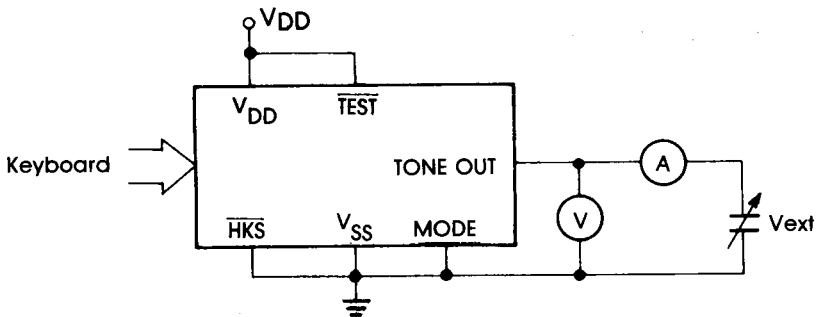 VDD
VDD
TEST
Keyboard
TONE OUT
A
V
Vext
HKS
VSS
MODE